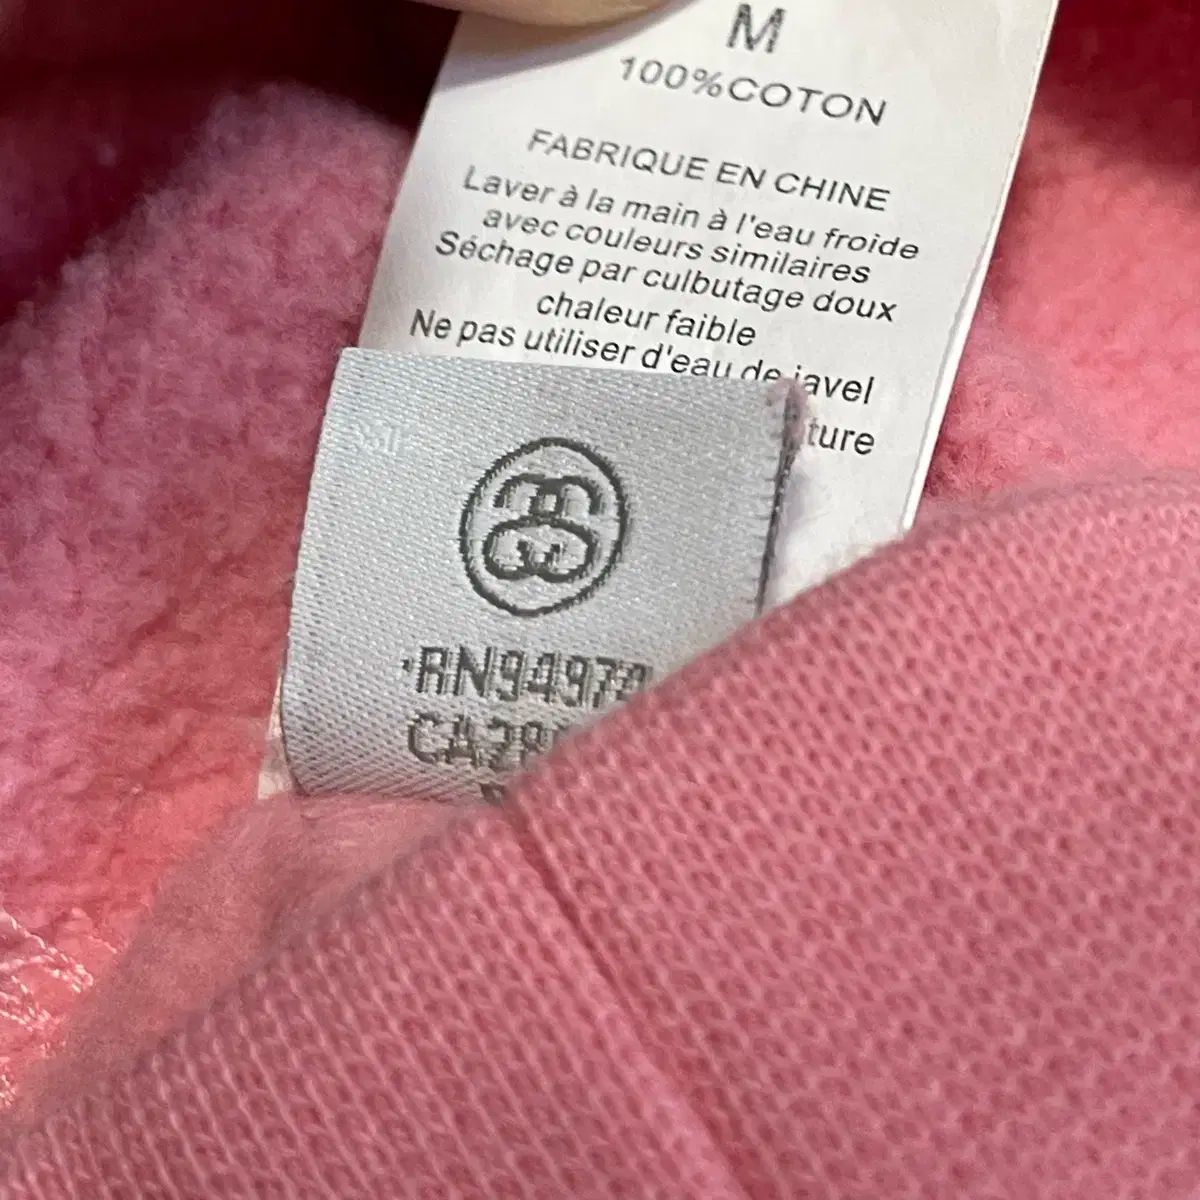 M
100%COTON
FABRIQUE EN CHINE
Laver à la main à l'eau froide
avec couleurs similaires
Séchage par culbutage doux
chaleur faible
Ne pas utiliser d'eau de javel
RN94974